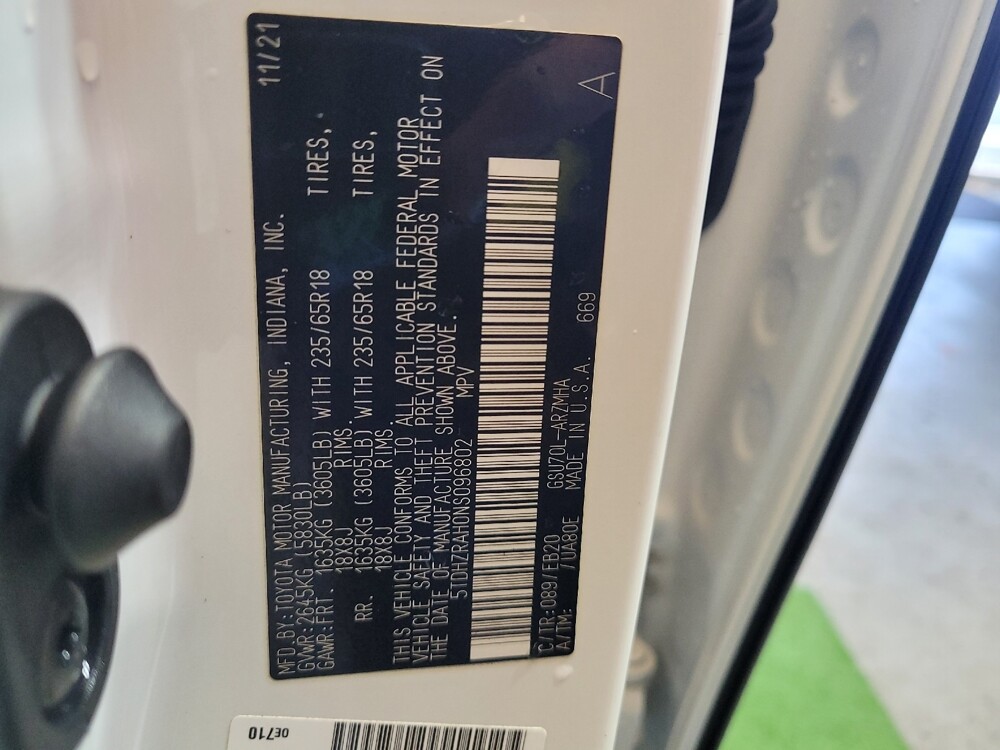 MFD.BY:TOYOTA MOTOR MANUFACTURING, INDIANA, INC. 11/21
GVWR:2645KG (5830LB)
GAWR:FRT. 1635KG (3605LB) WITH 235/65R18 TIRES,
18X8J RIMS.
RR. 1635KG (3605LB) WITH 235/65R18 TIRES,
18X8J RIMS.
THIS VEHICLE CONFORMS TO ALL APPLICABLE FEDERAL MOTOR
VEHICLE SAFETY AND THEFT PREVENTION STANDARDS IN EFFECT ON
THE DATE OF MANUFACTURE SHOWN ABOVE.
5TDHZRAH0NS096802 MPV
C/TR:089/EB20 GSU70L-ARZMHA
A/TM: /UA80E MADE IN U.S.A. 669
A
0E710